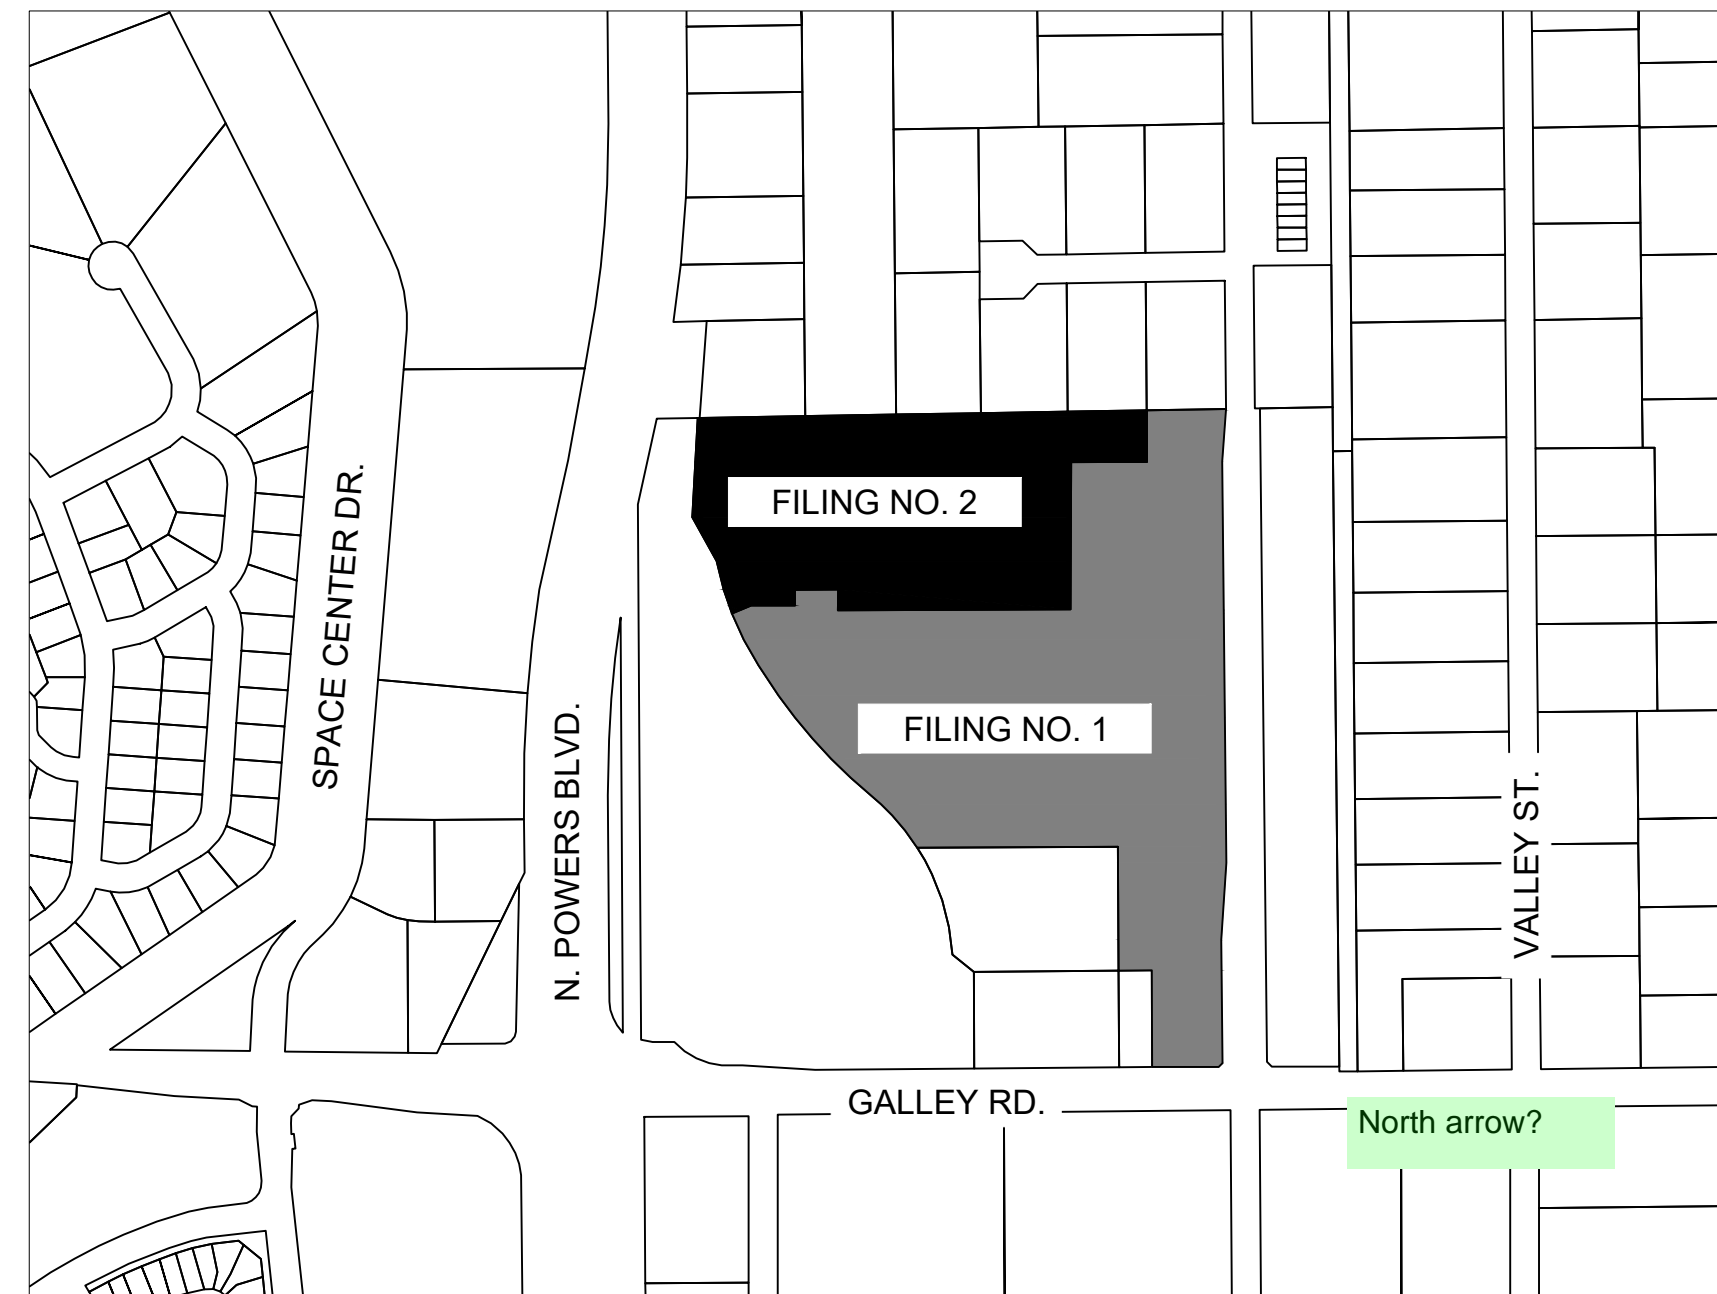 FILING NO. 2
SPACE CENTER DR.
FILING NO. 1
N. POWERS BLVD.
VALLEY ST.
GALLEY RD.
North arrow?